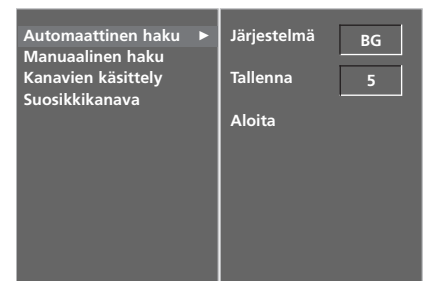 Automaattinen haku ►
Manuaalinen haku
Kanavien käsittely
Suosikkikanava
Järjestelmä BG
Tallenna 5
Aloita